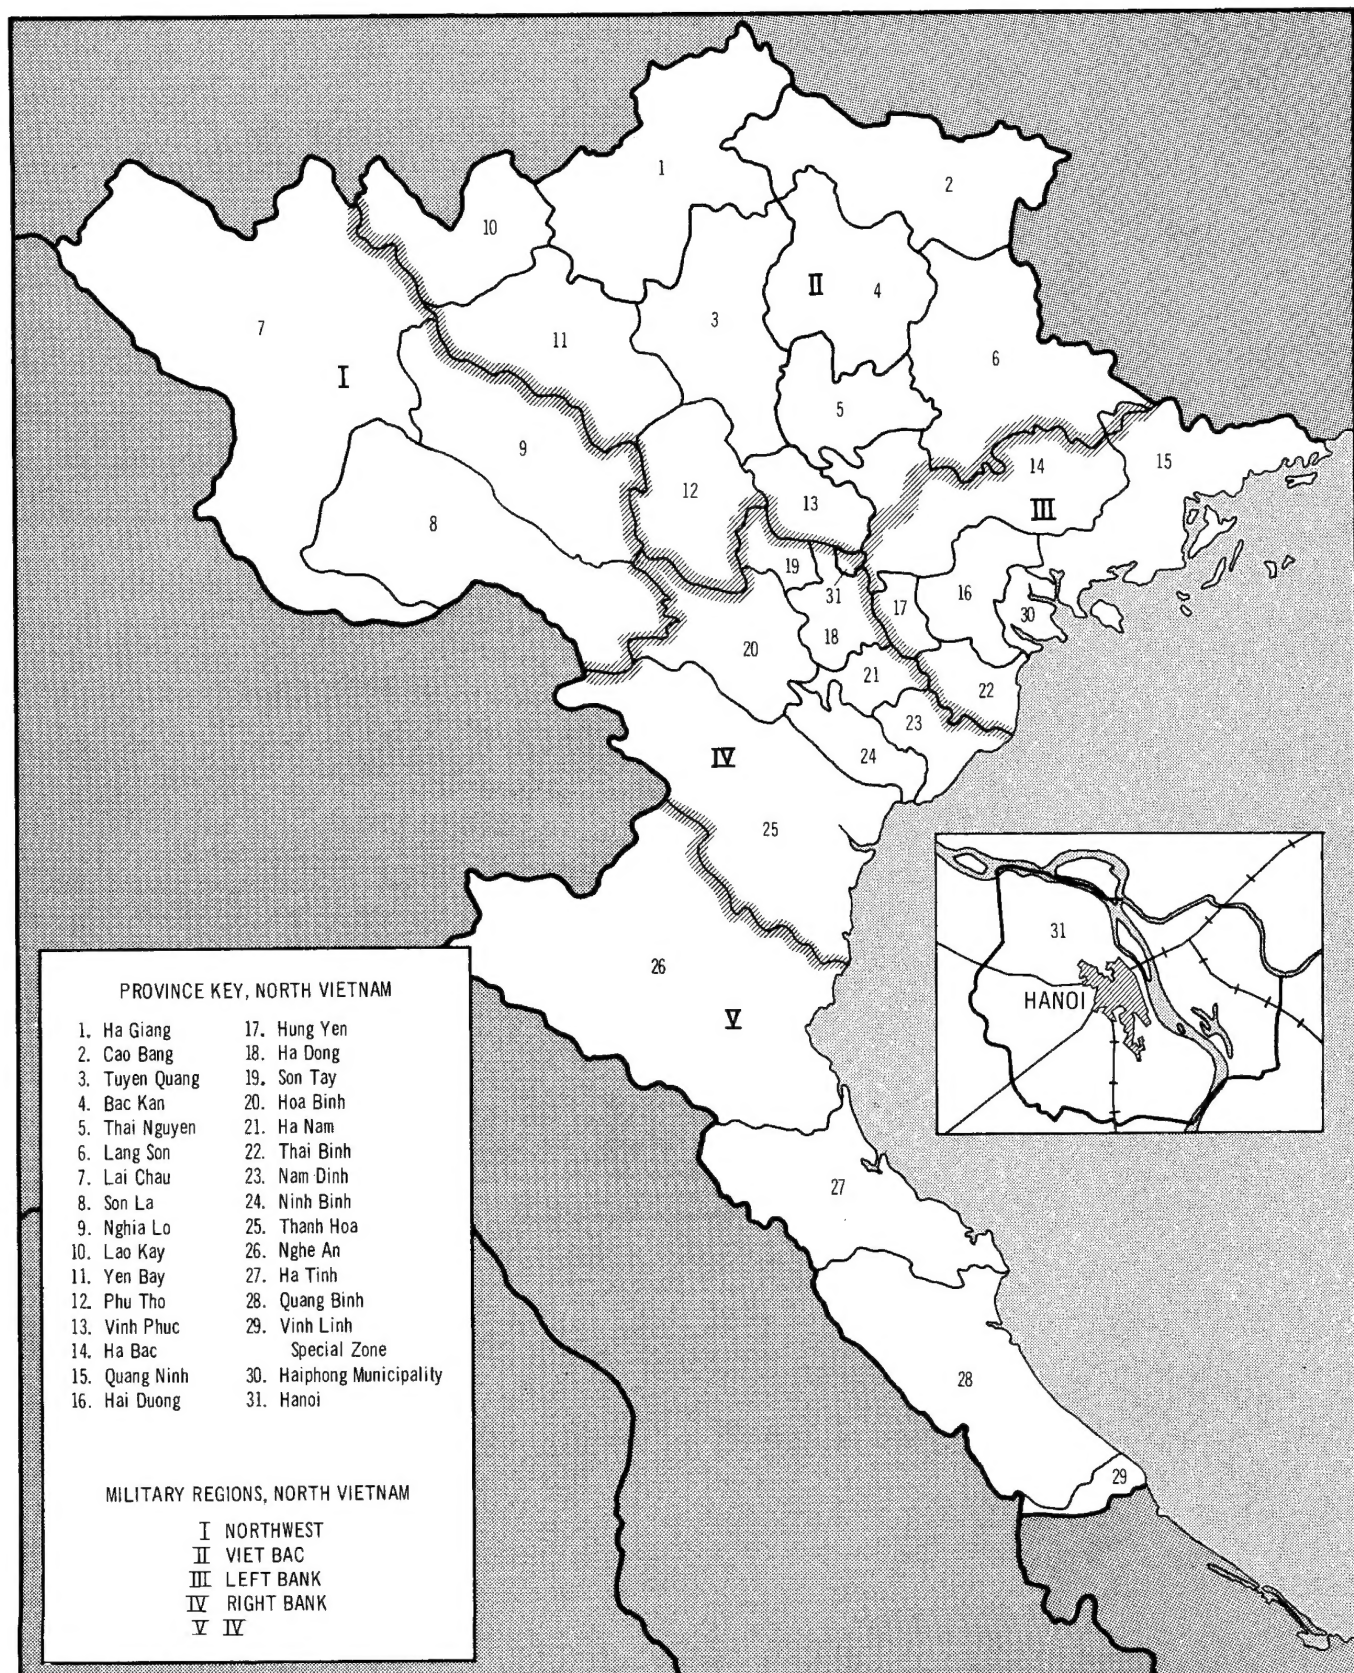 1
2
10
II
4
7
3
11
6
I
5
9
14
15
12
13
III
8
19
31
16
17
30
18
20
21
22
23
IV
24
25
31
HANOI
26
V
27
28
29
PROVINCE KEY, NORTH VIETNAM
1. Ha Giang
2. Cao Bang
3. Tuyen Quang
4. Bac Kan
5. Thai Nguyen
6. Lang Son
7. Lai Chau
8. Son La
9. Nghia Lo
10. Lao Kay
11. Yen Bay
12. Phu Tho
13. Vinh Phuc
14. Ha Bac
15. Quang Ninh
16. Hai Duong
17. Hung Yen
18. Ha Dong
19. Son Tay
20. Hoa Binh
21. Ha Nam
22. Thai Binh
23. Nam Dinh
24. Ninh Binh
25. Thanh Hoa
26. Nghe An
27. Ha Tinh
28. Quang Binh
29. Vinh Linh
Special Zone
30. Haiphong Municipality
31. Hanoi
MILITARY REGIONS, NORTH VIETNAM
I NORTHWEST
II VIET BAC
III LEFT BANK
IV RIGHT BANK
V IV